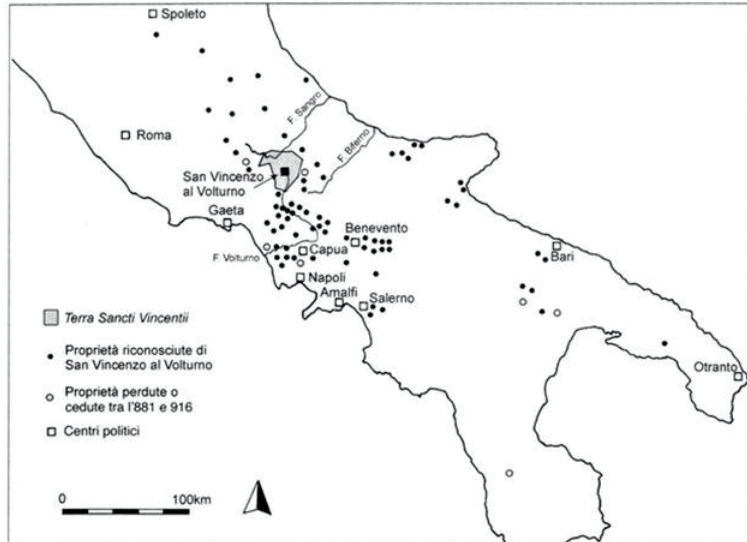 Spoleto
F. Sangro
Roma
F. Biferno
San Vincenzo
al Volturno
Gaeta
Benevento
F. Volturno
Capua
Bari
Napoli
Amalfi
Salerno
Terra Sancti Vincentii
Proprietà riconosciute di
San Vincenzo al Volturno
Otranto
Proprietà perdute o
cedute tra l'881 e 916
Centri politici
0 100km